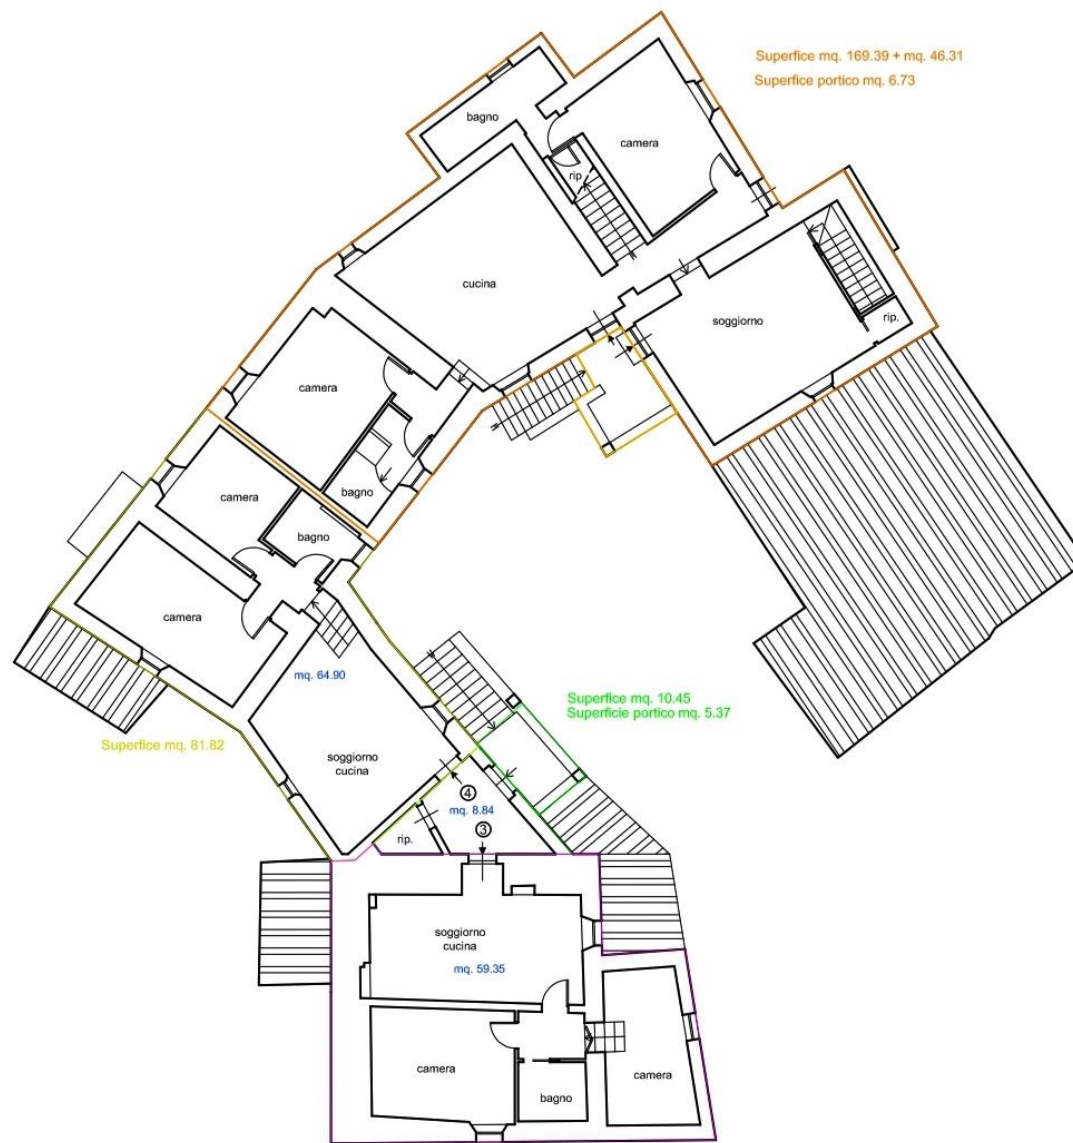 Superfice mq. 169.39 + mq. 46.31
Superfice portico mq. 6.73
bagno
camera
rip
cucina
soggiorno
rip.
camera
bagno
camera
bagno
camera
mq. 64.90
Superfice mq. 10.45
Superficie portico mq. 5.37
Superfice mq. 81.82
soggiorno
cucina
4
mq. 8.84
3
rip.
soggiorno
cucina
mq. 59.35
camera
bagno
camera